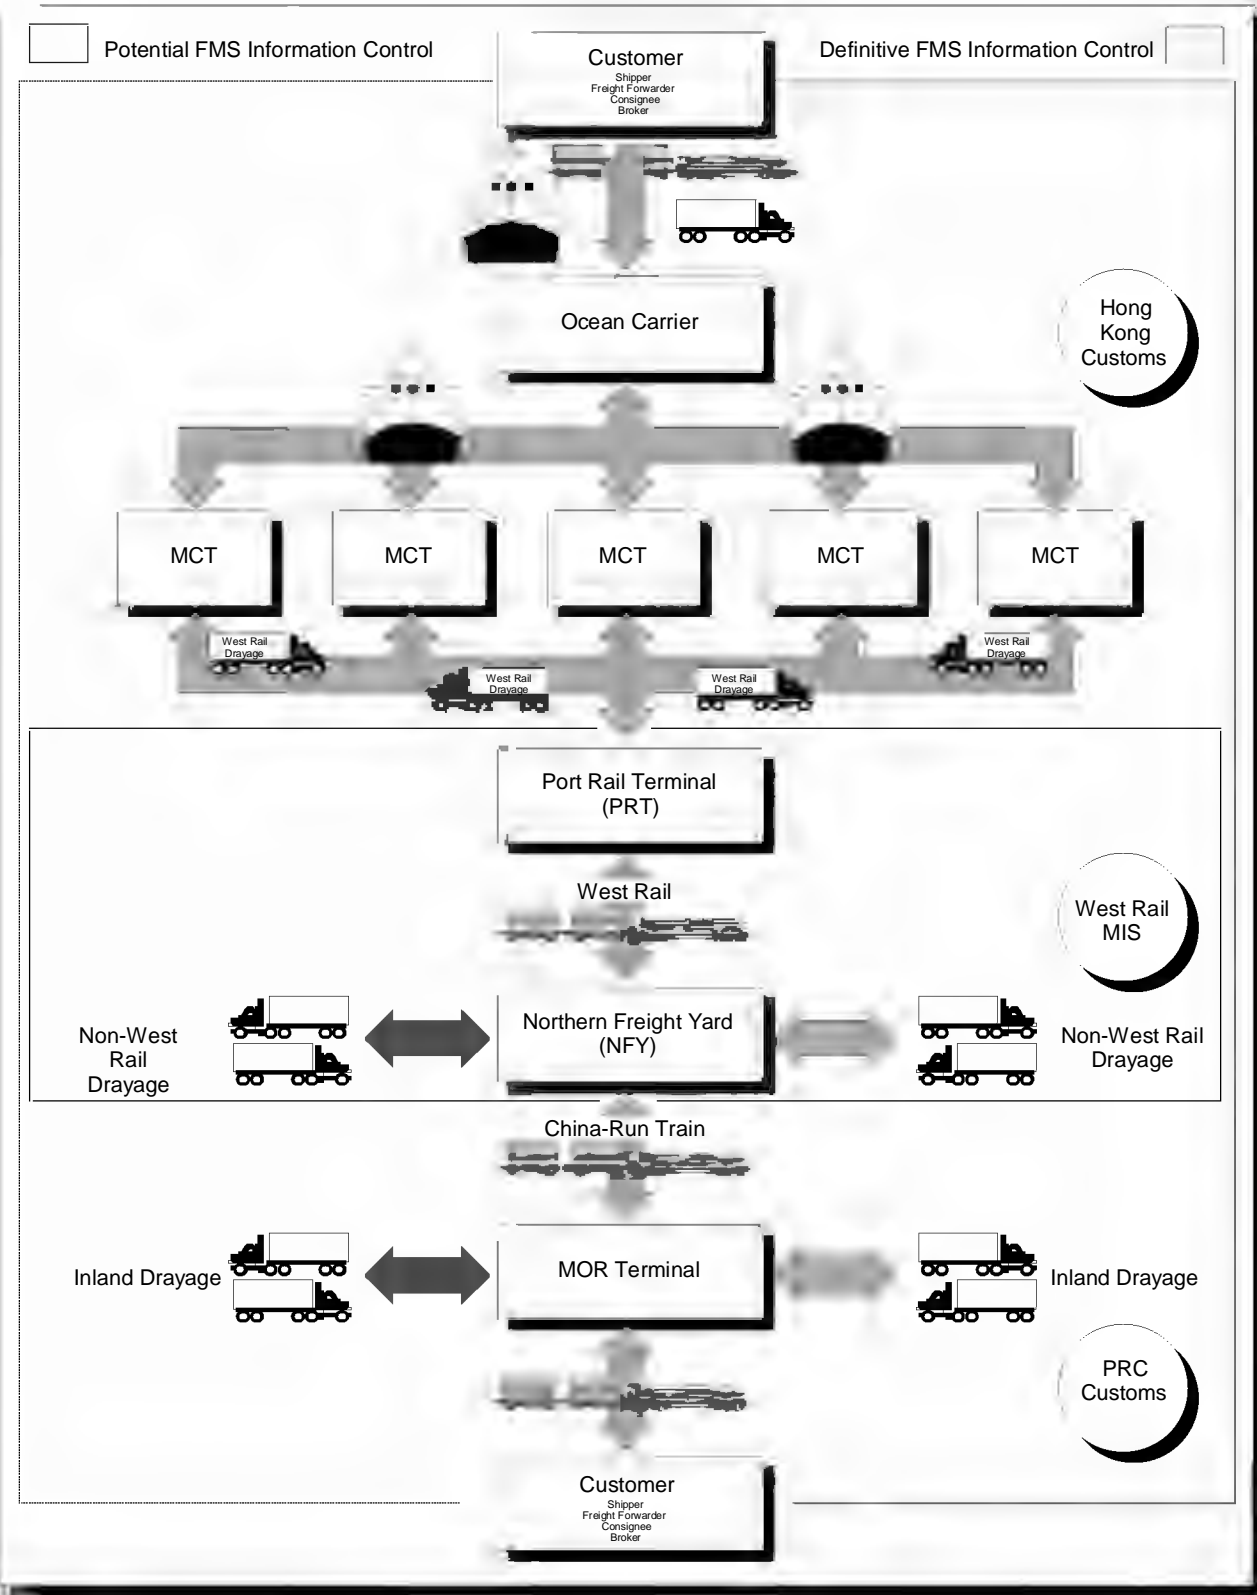 Potential FMS Information Control
Definitive FMS Information Control
Customer
Shipper
Freight Forwarder
Consignee
Broker
Ocean Carrier
Hong
Kong
Customs
MCT
MCT
MCT
MCT
MCT
West Rail
Drayage
West Rail
Drayage
West Rail
Drayage
West Rail
Drayage
Port Rail Terminal
(PRT)
West Rail
West Rail
MIS
Non-West
Rail
Drayage
Northern Freight Yard
(NFY)
Non-West Rail
Drayage
China-Run Train
Inland Drayage
MOR Terminal
Inland Drayage
PRC
Customs
Customer
Shipper
Freight Forwarder
Consignee
Broker